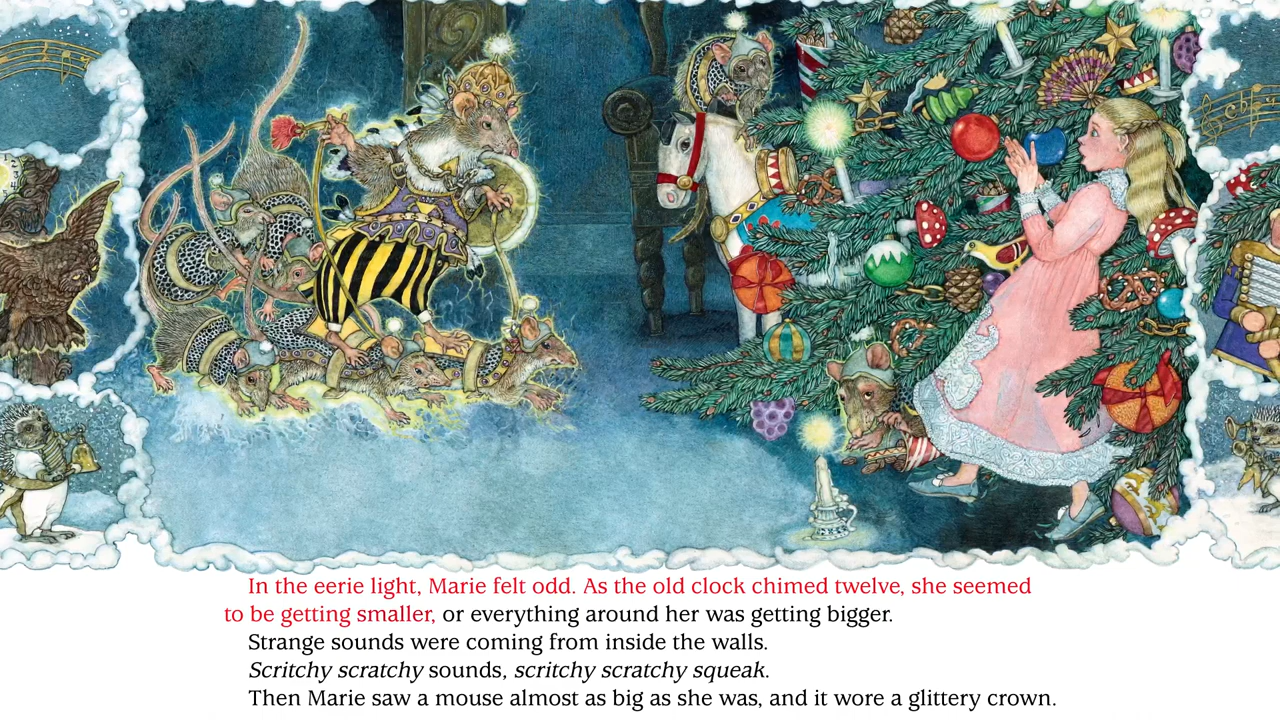 In the eerie light, Marie felt odd. As the old clock chimed twelve, she seemed
to be getting smaller, or everything around her was getting bigger.
Strange sounds were coming from inside the walls.
Scritchy scratchy sounds, scritchy scratchy squeak.
Then Marie saw a mouse almost as big as she was, and it wore a glittery crown.